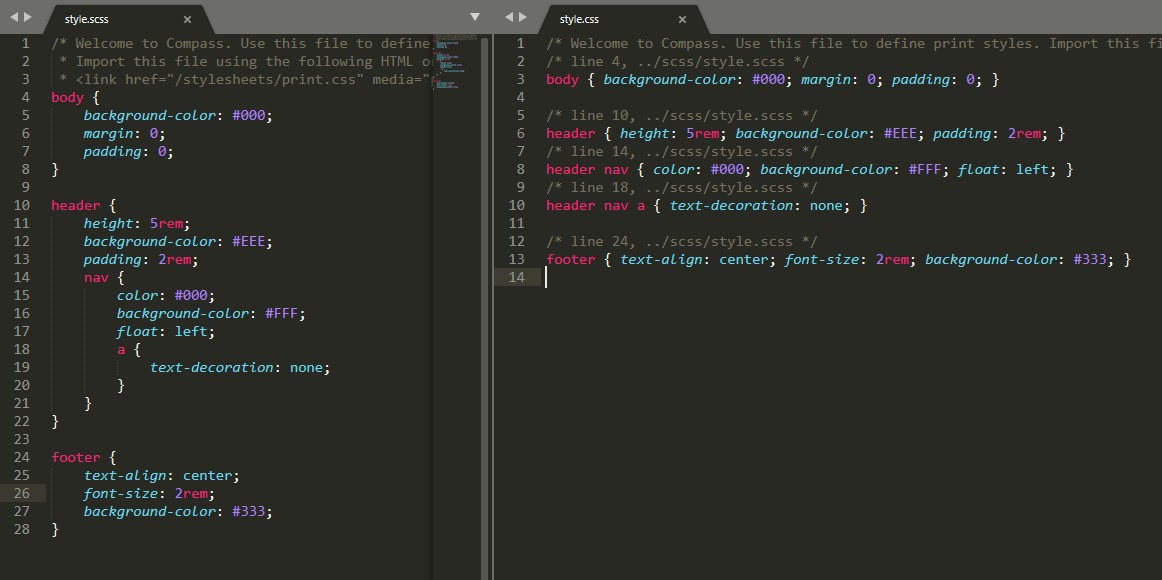 style.scss
1 /* Welcome to Compass. Use this file to define
2 * Import this file using the following HTML or
3 * <link href="/stylesheets/print.css" media="
4 body {
5 background-color: #000;
6 margin: 0;
7 padding: 0;
8 }
9
10 header {
11 height: 5rem;
12 background-color: #EEE;
13 padding: 2rem;
14 nav {
15 color: #000;
16 background-color: #FFF;
17 float: left;
18 a {
19 text-decoration: none;
20 }
21 }
22 }
23
24 footer {
25 text-align: center;
26 font-size: 2rem;
27 background-color: #333;
28 }
style.css
1 /* Welcome to Compass. Use this file to define print styles. Import this fi
2 /* line 4, ../scss/style.scss */
3 body { background-color: #000; margin: 0; padding: 0; }
4
5 /* line 10, ../scss/style.scss */
6 header { height: 5rem; background-color: #EEE; padding: 2rem; }
7 /* line 14, ../scss/style.scss */
8 header nav { color: #000; background-color: #FFF; float: left; }
9 /* line 18, ../scss/style.scss */
10 header nav a { text-decoration: none; }
11
12 /* line 24, ../scss/style.scss */
13 footer { text-align: center; font-size: 2rem; background-color: #333; }
14